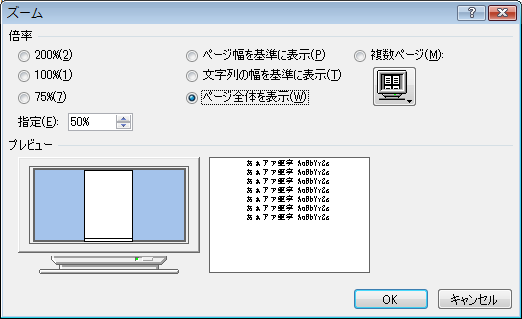 ズーム
倍率
200%(2) ページ幅を基準に表示(P) 複数ページ(M):
100%(1) 文字列の幅を基準に表示(T)
75%(7) ページ全体を表示(W)
指定(E): 50%
プレビュー
あぁアァ亜宇 AaBbYyZz
あぁアァ亜宇 AaBbYyZz
あぁアァ亜宇 AaBbYyZz
あぁアァ亜宇 AaBbYyZz
あぁアァ亜宇 AaBbYyZz
あぁアァ亜宇 AaBbYyZz
あぁアァ亜宇 AaBbYyZz
OK キャンセル